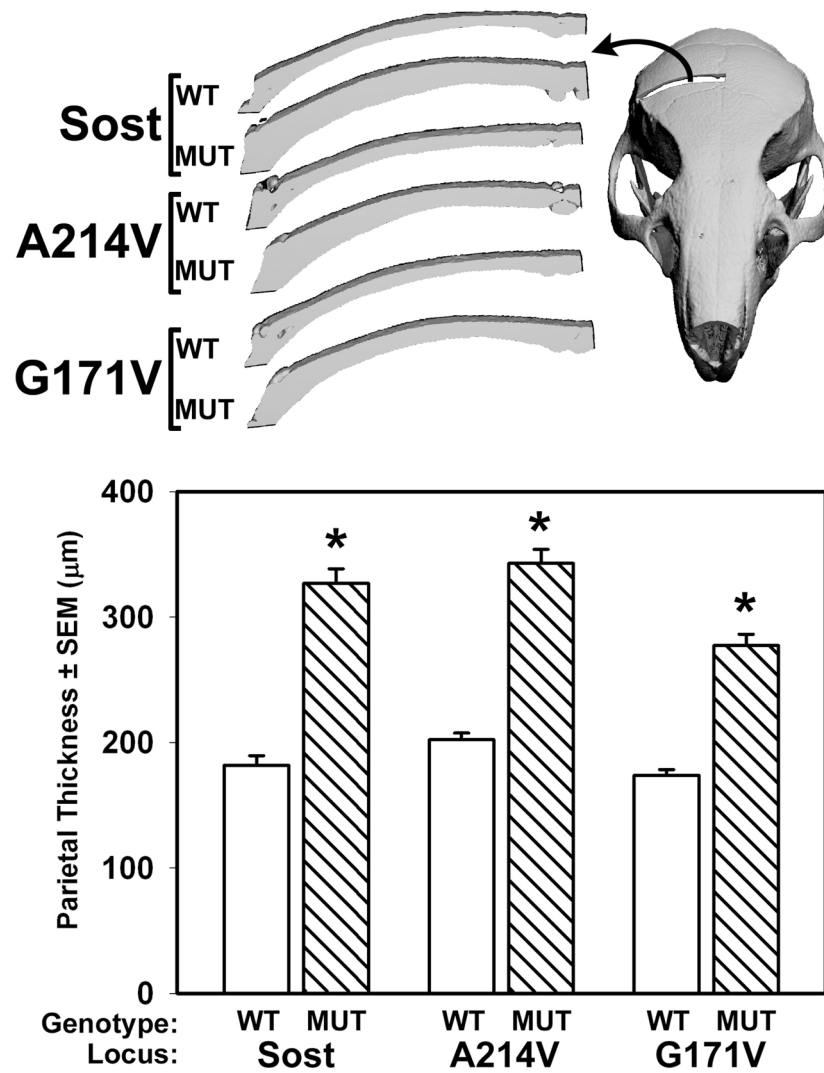 Sost
WT
MUT
A214V
WT
MUT
G171V
WT
MUT
Parietal Thickness ± SEM (μm)
400
300
200
100
0
* * *
Genotype: WT MUT WT MUT WT MUT
Locus: Sost A214V G171V